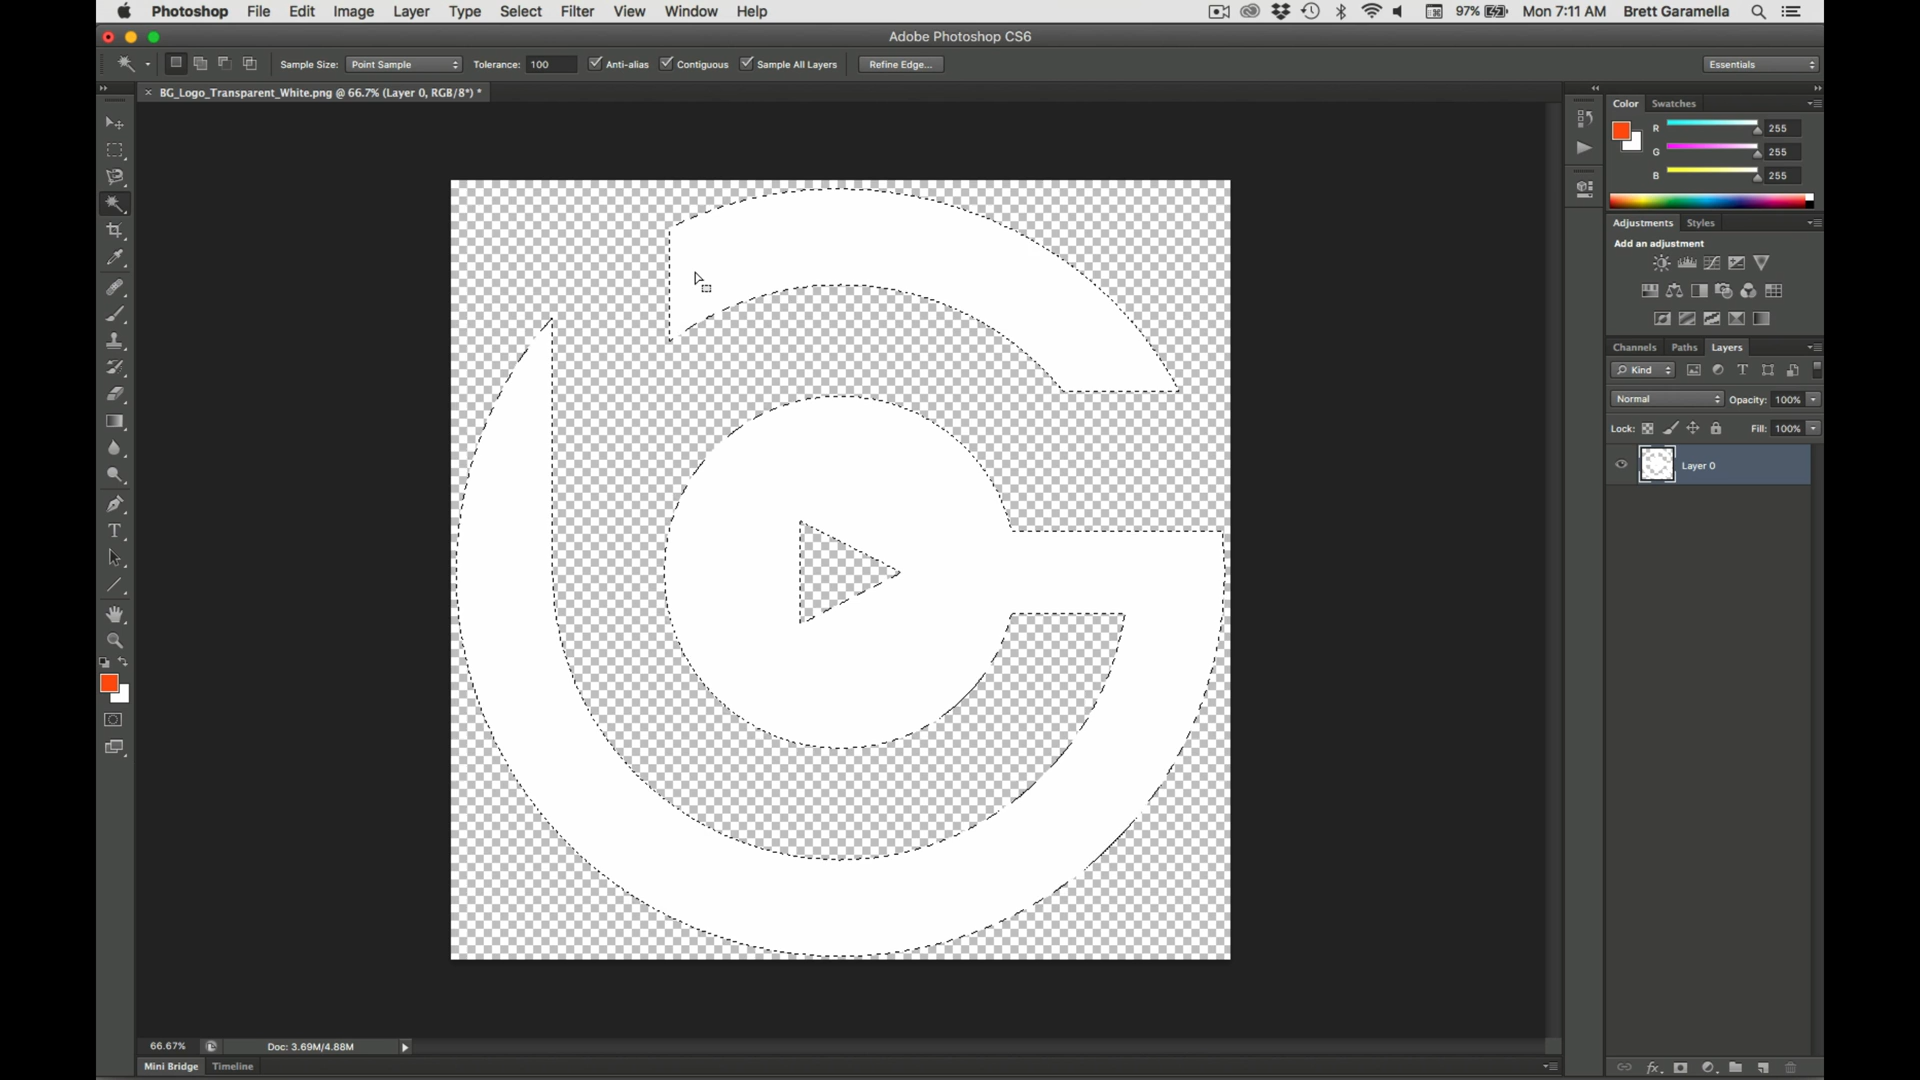 Photoshop File Edit Image Layer Type Select Filter View Window Help 97% Mon 7:11 AM Brett Garamella
Adobe Photoshop CS6
Sample Size: Point Sample Tolerance: 100 Anti-alias Contiguous Sample All Layers Refine Edge... Essentials
BG_Logo_Transparent_White.png @ 66.7% (Layer 0, RGB/8*) *
Color Swatches
R 255
G 255
B 255
Adjustments Styles
Add an adjustment
Channels Paths Layers
Kind T
Normal Opacity: 100%
Lock: Fill: 100%
Layer 0
T
66.67% Doc: 3.69M/4.88M
Mini Bridge Timeline
fx